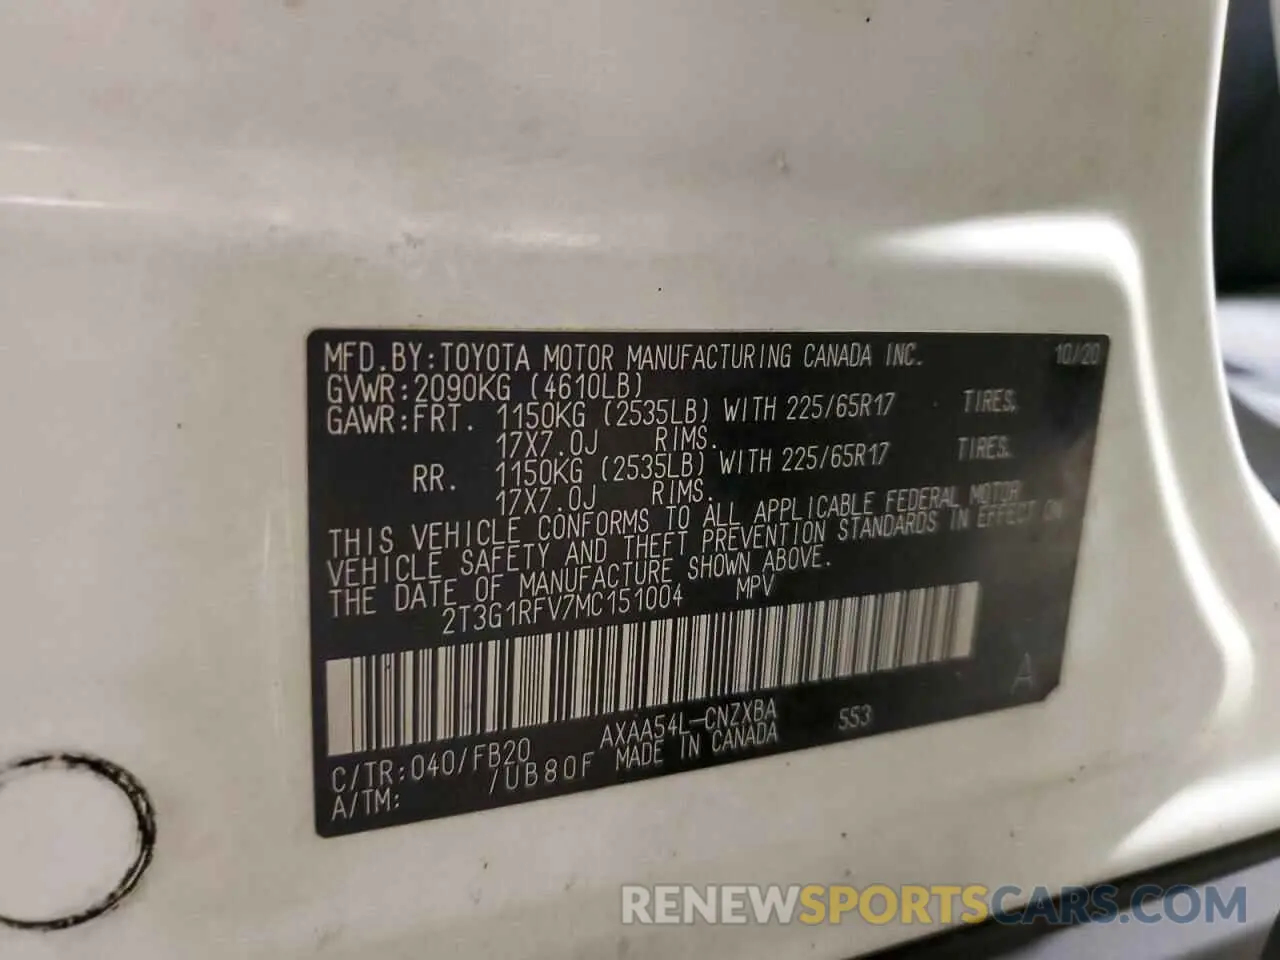 MFD.BY:TOYOTA MOTOR MANUFACTURING CANADA INC. 10/20
GVWR:2090KG (4610LB)
GAWR:FRT. 1150KG (2535LB) WITH 225/65R17 TIRES,
17X7.0J RIMS.
RR. 1150KG (2535LB) WITH 225/65R17 TIRES.
17X7.0J RIMS.
THIS VEHICLE CONFORMS TO ALL APPLICABLE FEDERAL MOTOR
VEHICLE SAFETY AND THEFT PREVENTION STANDARDS IN EFFECT ON
THE DATE OF MANUFACTURE SHOWN ABOVE.
2T3G1RFV7MC151004 MPV
A
C/TR:040/FB20 AXAA54L-CNZXBA 553
A/TM: /UB80F MADE IN CANADA
RENEWSPORTSCARS.COM